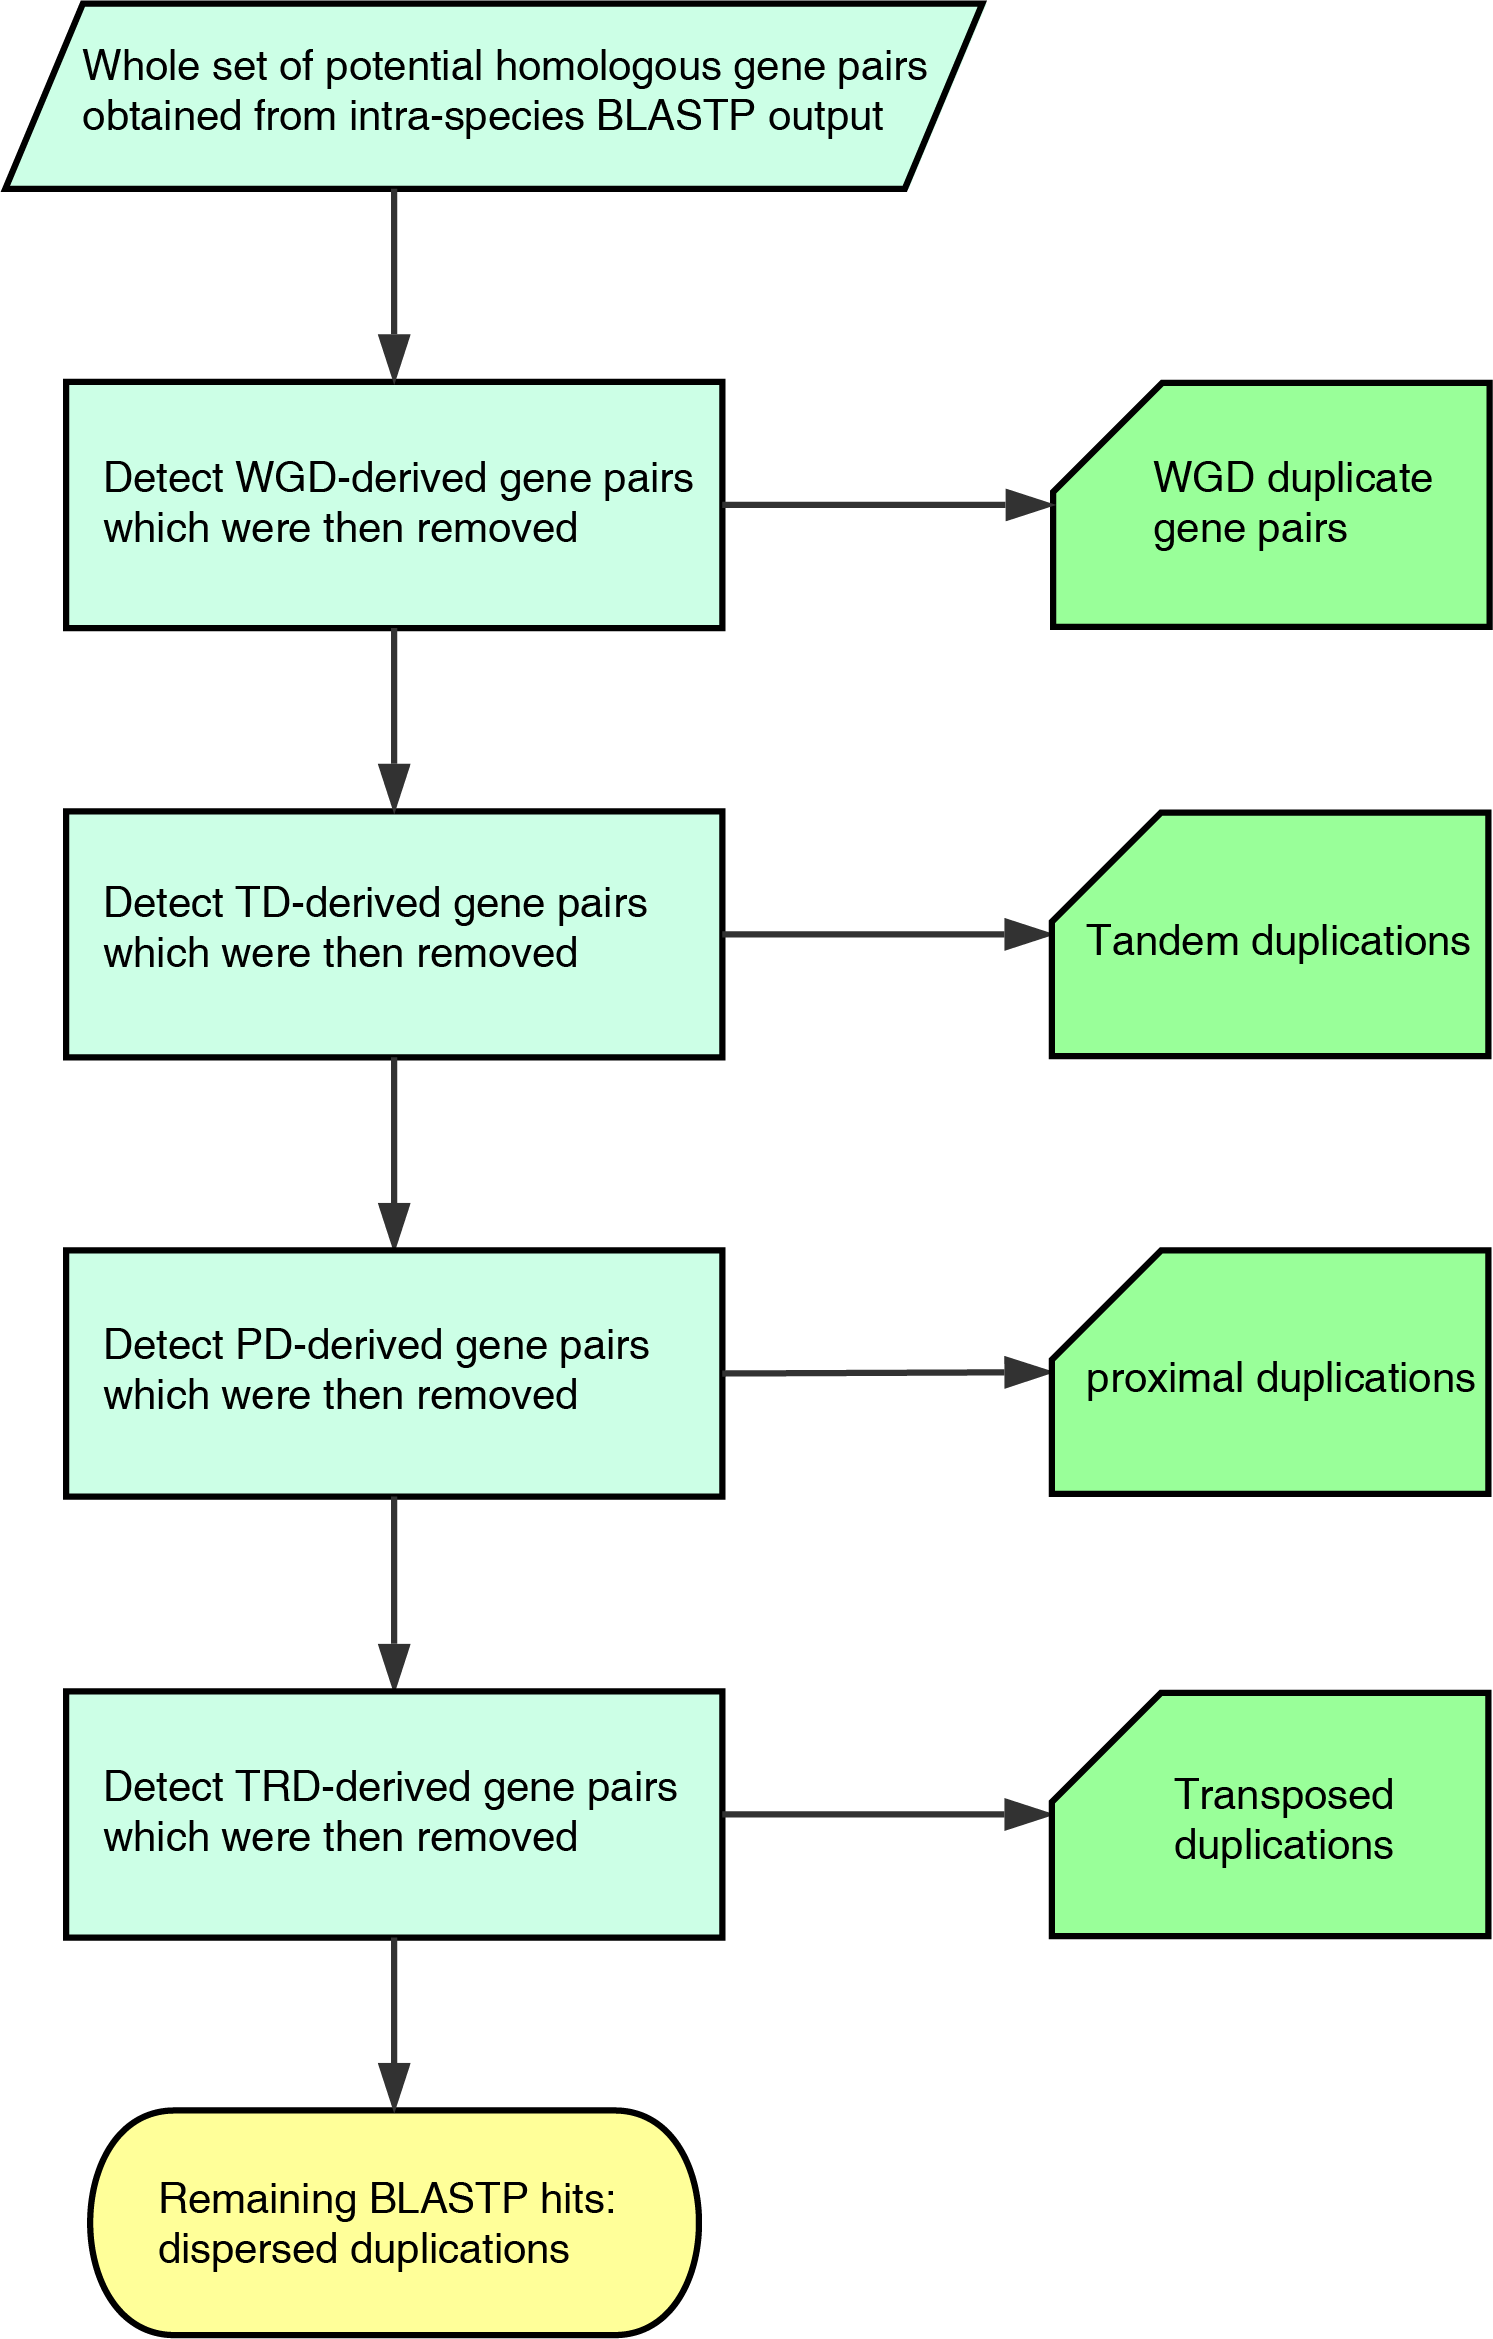 Whole set of potential homologous gene pairs
obtained from intra-species BLASTP output
Detect WGD-derived gene pairs
which were then removed
WGD duplicate
gene pairs
Detect TD-derived gene pairs
which were then removed
Tandem duplications
Detect PD-derived gene pairs
which were then removed
proximal duplications
Detect TRD-derived gene pairs
which were then removed
Transposed
duplications
Remaining BLASTP hits:
dispersed duplications